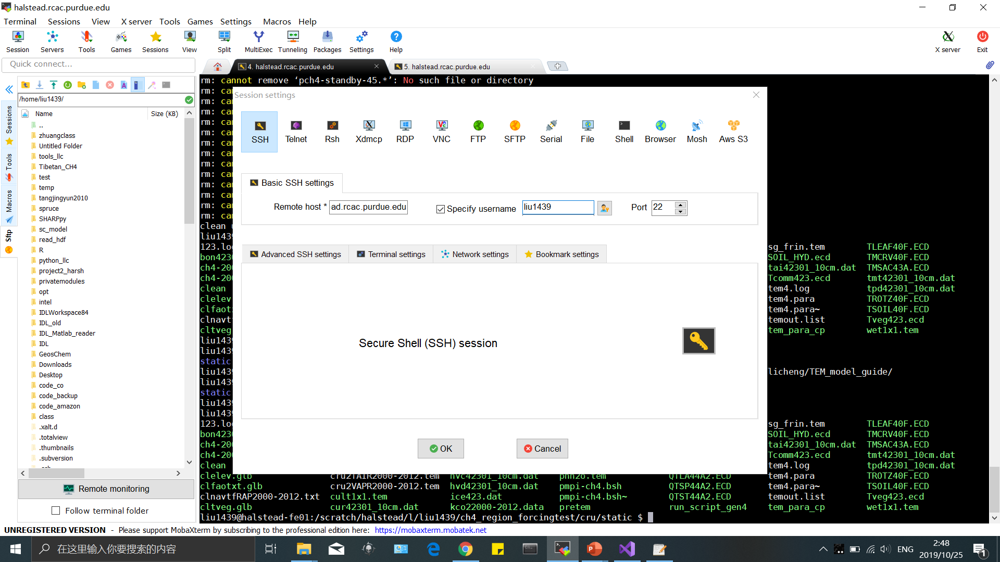 halstead.rcac.purdue.edu
Terminal Sessions View X server Tools Games Settings Macros Help
Session Servers Tools Games Sessions View Split MultiExec Tunneling Packages Settings Help X server Exit
Quick connect...
4. halstead.rcac.purdue.edu
5. halstead.rcac.purdue.edu
/home/liu1439/
Name Size (KB)
..
zhuangclass
Untitled Folder
tools_llc
Tibetan_CH4
test
temp
tangjingyun2010
spruce
SHARPpy
sc_model
read_hdf
R
python_llc
project2_harsh
privatemodules
opt
intel
IDLWorkspace84
IDL_old
IDL_Matlab_reader
IDL
GeosChem
Downloads
Desktop
code_co
code_backup
code_amazon
class
.xalt.d
.totalview
.thumbnails
.subversion
Sessions
Tools
Macros
Sftp
Remote monitoring
Follow terminal folder
rm: cannot remove ‘pch4-standby-45.*’: No such file or directory
rm: ca
rm: ca
rm: ca
rm: ca
rm: ca
rm: ca
rm: ca
rm: ca
rm: ca
rm: ca
rm: ca
rm: ca
rm: ca
clean
liu143
123.lo
bon423
ch4-20
ch4-20
clean
clelev
clfaot
clnavt
cltveg
liu143
liu143
static
liu143
liu143
static
liu143
liu143
123.lo
bon423
ch4-20
ch4-20
clean
Session settings
SSH Telnet Rsh Xdmcp RDP VNC FTP SFTP Serial File Shell Browser Mosh Aws S3
Basic SSH settings
Remote host * ad.rcac.purdue.edu Specify username liu1439 Port 22
Advanced SSH settings Terminal settings Network settings Bookmark settings
Secure Shell (SSH) session
OK Cancel
sg_frin.tem TLEAF40F.ECD
SOIL_HYD.ecd TMCRV40F.ECD
tai42301_10cm.dat TMSAC43A.ECD
Tcomm423.ecd tmt42301_10cm.dat
tem4.log tpd42301_10cm.dat
tem4.para TROTZ40F.ECD
tem4.para~ TSOIL40F.ECD
temout.list Tveg423.ecd
tem_para_cp wet1x1.tem
licheng/TEM_model_guide/
sg_frin.tem TLEAF40F.ECD
SOIL_HYD.ecd TMCRV40F.ECD
tai42301_10cm.dat TMSAC43A.ECD
Tcomm423.ecd tmt42301_10cm.dat
tem4.log tpd42301_10cm.dat
clelev.glb cru2TAIR2000-2012.tem hvc42301_10cm.dat phn2o.tem QTLA44A2.ECD tem4.para TROTZ40F.ECD
clfaotxt.glb cru2VAPR2000-2012.tem hvd42301_10cm.dat pmpi-ch4.bsh QTSP44A2.ECD tem4.para~ TSOIL40F.ECD
clnavtfRAP2000-2012.txt cult1x1.tem ice423.dat pmpi-ch4.bsh~ QTST44A2.ECD temout.list Tveg423.ecd
cltveg.glb cur42301_10cm.dat kco22000-2012.data pretem run_script_gen4 tem_para_cp wet1x1.tem
liu1439@halstead-fe01:/scratch/halstead/l/liu1439/ch4_region_forcingtest/cru/static $
UNREGISTERED VERSION - Please support MobaXterm by subscribing to the professional edition here: https://mobaxterm.mobatek.net
在这里输入你要搜索的内容
ENG
2:48
2019/10/25
1